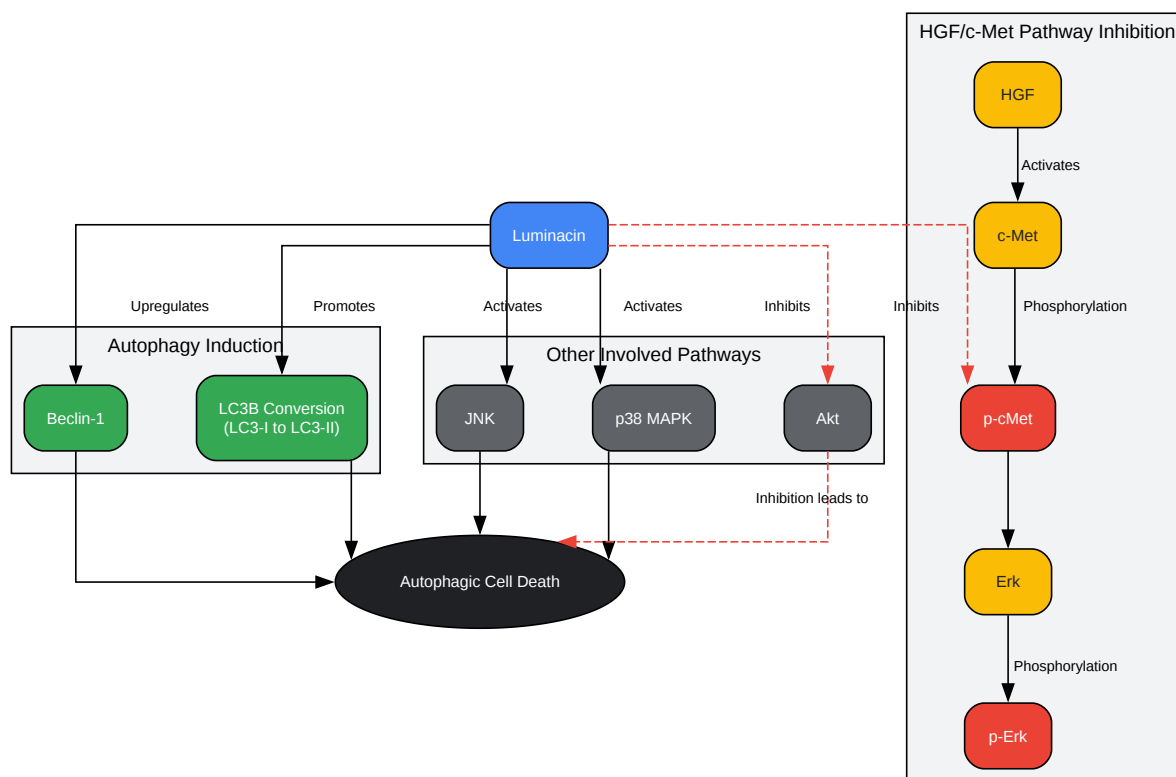 HGF/c-Met Pathway Inhibition
HGF
Activates
Luminacin
c-Met
Upregulates
Promotes
Activates
Activates
Inhibits
Inhibits
Phosphorylation
Autophagy Induction
Other Involved Pathways
Beclin-1
LC3B Conversion
(LC3-I to LC3-II)
JNK
p38 MAPK
Akt
p-cMet
Inhibition leads to
Autophagic Cell Death
Erk
Phosphorylation
p-Erk